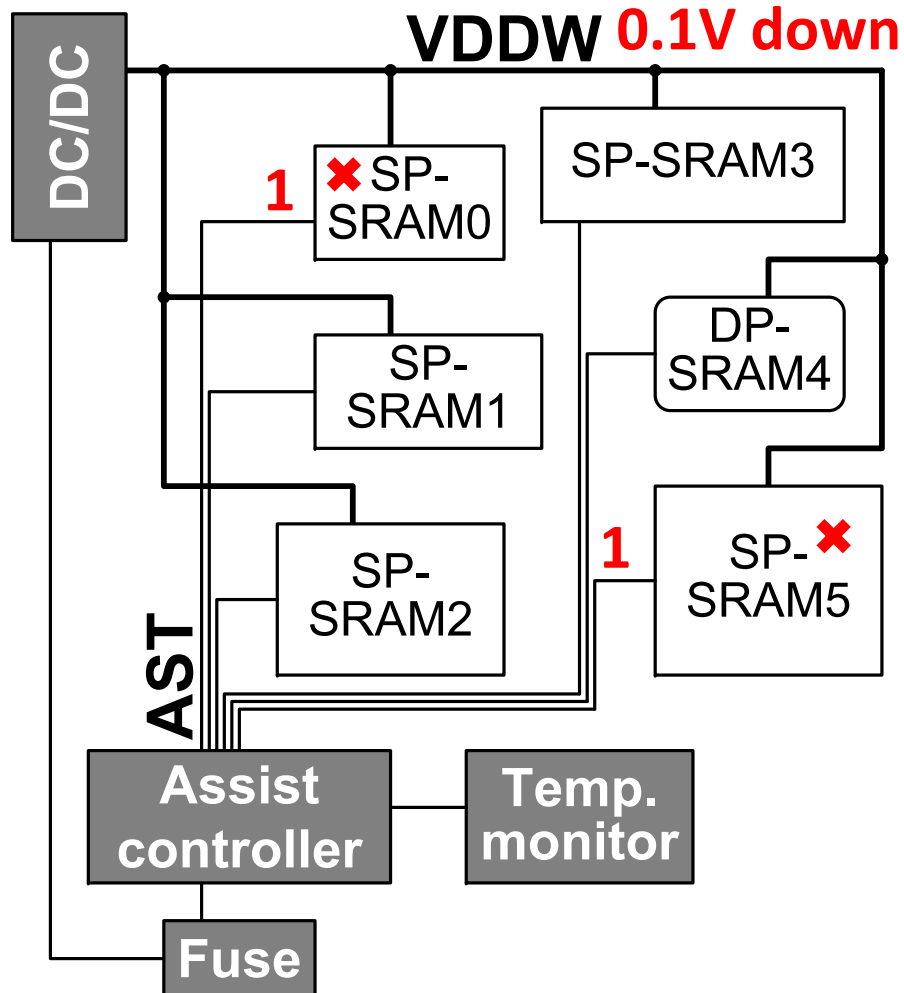 VDDW 0.1V down
DC/DC
SP-
SRAM0
1
SP-SRAM3
SP-
SRAM1
DP-
SRAM4
SP-
SRAM2
1
SP-
SRAM5
AST
Assist
controller
Temp.
monitor
Fuse